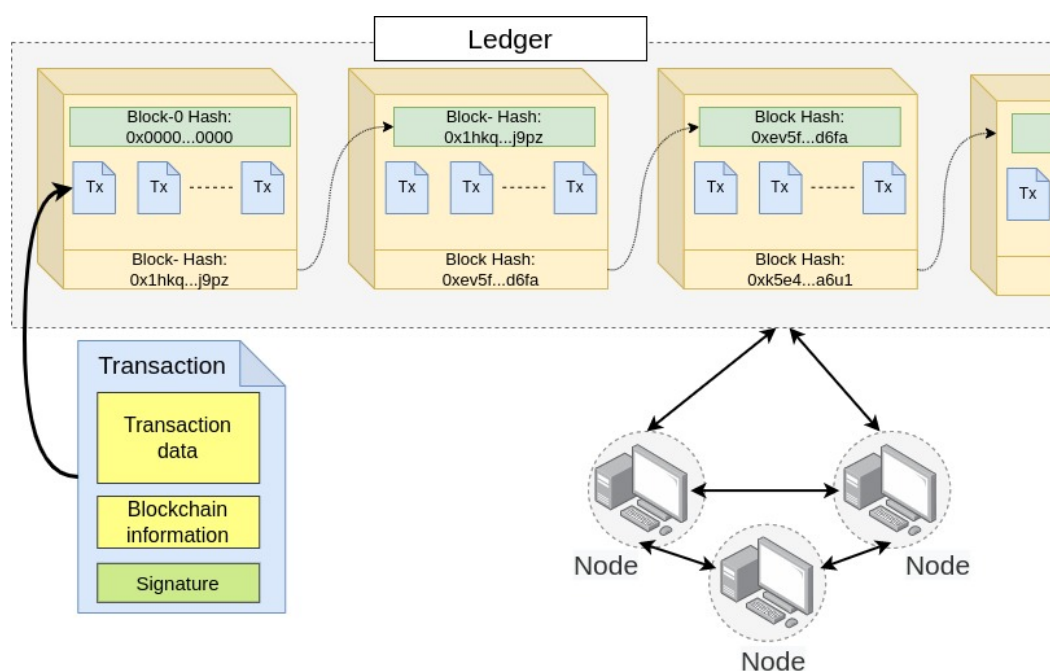 Ledger
Block-0 Hash:
0x0000...0000
Tx
Tx
Tx
Block- Hash:
0x1hkq...j9pz
Block- Hash:
0x1hkq...j9pz
Tx
Tx
Tx
Block Hash:
0xev5f...d6fa
Block Hash:
0xev5f...d6fa
Tx
Tx
Tx
Block Hash:
0xk5e4...a6u1
Tx
Transaction
Transaction
data
Blockchain
information
Signature
Node
Node
Node